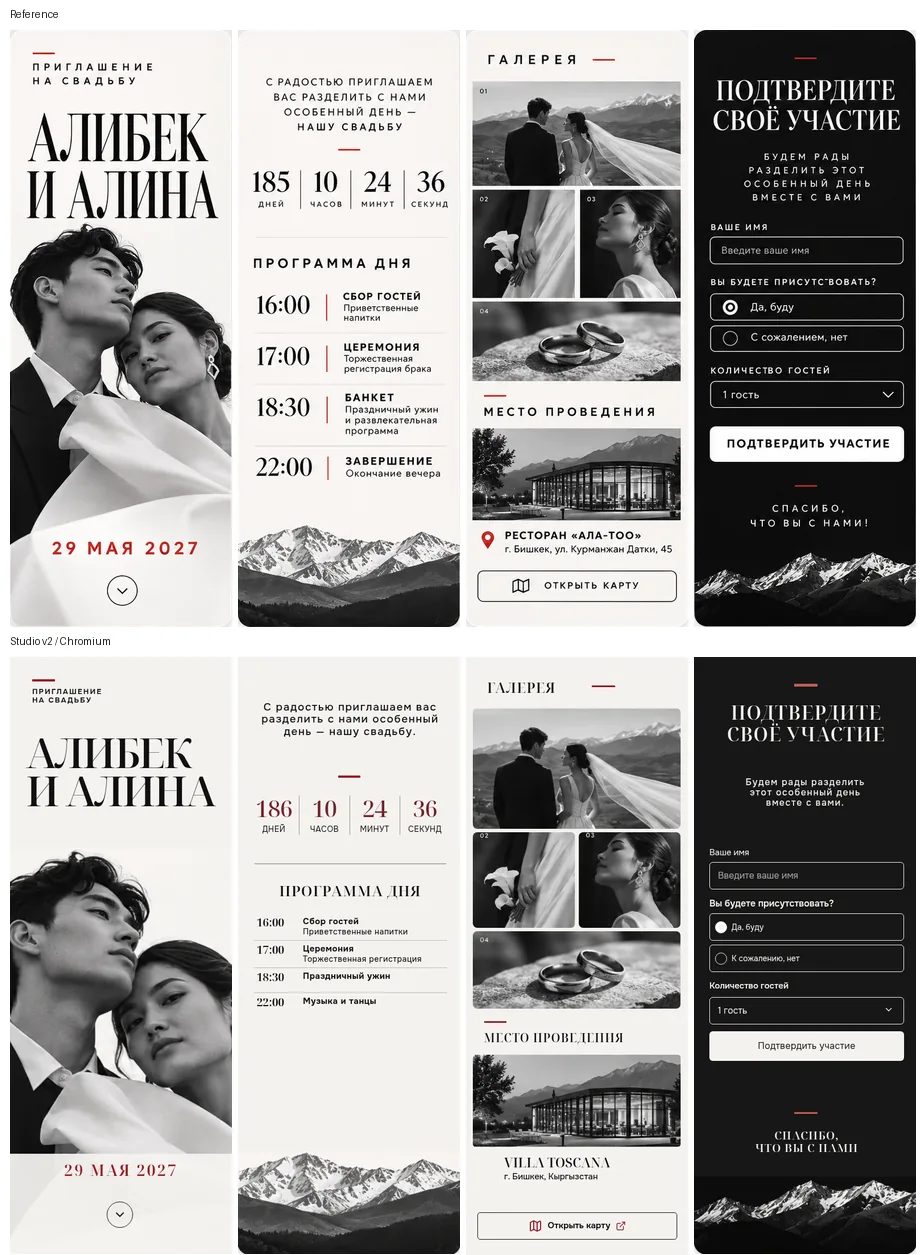 Reference
ПРИГЛАШЕНИЕ
НА СВАДЬБУ
АЛИБЕК
И АЛИНА
29 МАЯ 2027
С РАДОСТЬЮ ПРИГЛАШАЕМ
ВАС РАЗДЕЛИТЬ С НАМИ
ОСОБЕННЫЙ ДЕНЬ —
НАШУ СВАДЬБУ
185 10 24 36
ДНЕЙ ЧАСОВ МИНУТ СЕКУНД
ПРОГРАММА ДНЯ
16:00 СБОР ГОСТЕЙ
Приветственные
напитки
17:00 ЦЕРЕМОНИЯ
Торжественная
регистрация брака
18:30 БАНКЕТ
Праздничный ужин
и развлекательная
программа
22:00 ЗАВЕРШЕНИЕ
Окончание вечера
ГАЛЕРЕЯ
01
02 03
04
МЕСТО ПРОВЕДЕНИЯ
РЕСТОРАН «АЛА-ТОО»
г. Бишкек, ул. Курманжан Датки, 45
ОТКРЫТЬ КАРТУ
ПОДТВЕРДИТЕ
СВОЁ УЧАСТИЕ
БУДЕМ РАДЫ
РАЗДЕЛИТЬ ЭТОТ
ОСОБЕННЫЙ ДЕНЬ
ВМЕСТЕ С ВАМИ
ВАШЕ ИМЯ
Введите ваше имя
ВЫ БУДЕТЕ ПРИСУТСТВОВАТЬ?
Да, буду
С сожалением, нет
КОЛИЧЕСТВО ГОСТЕЙ
1 гость
ПОДТВЕРДИТЬ УЧАСТИЕ
СПАСИБО,
ЧТО ВЫ С НАМИ!
Studio v2 / Chromium
ПРИГЛАШЕНИЕ
НА СВАДЬБУ
АЛИБЕК
И АЛИНА
29 МАЯ 2027
С радостью приглашаем вас
разделить с нами особенный
день — нашу свадьбу.
186 10 24 36
ДНЕЙ ЧАСОВ МИНУТ СЕКУНД
ПРОГРАММА ДНЯ
16:00 Сбор гостей
Приветственные напитки
17:00 Церемония
Торжественная регистрация
18:30 Праздничный ужин
22:00 Музыка и танцы
ГАЛЕРЕЯ
02 03
04
МЕСТО ПРОВЕДЕНИЯ
VILLA TOSCANA
г. Бишкек, Кыргызстан
Открыть карту
ПОДТВЕРДИТЕ
СВОЁ УЧАСТИЕ
Будем рады разделить
этот особенный день
вместе с вами.
Ваше имя
Введите ваше имя
Вы будете присутствовать?
Да, буду
К сожалению, нет
Количество гостей
1 гость
Подтвердить участие
СПАСИБО,
ЧТО ВЫ С НАМИ